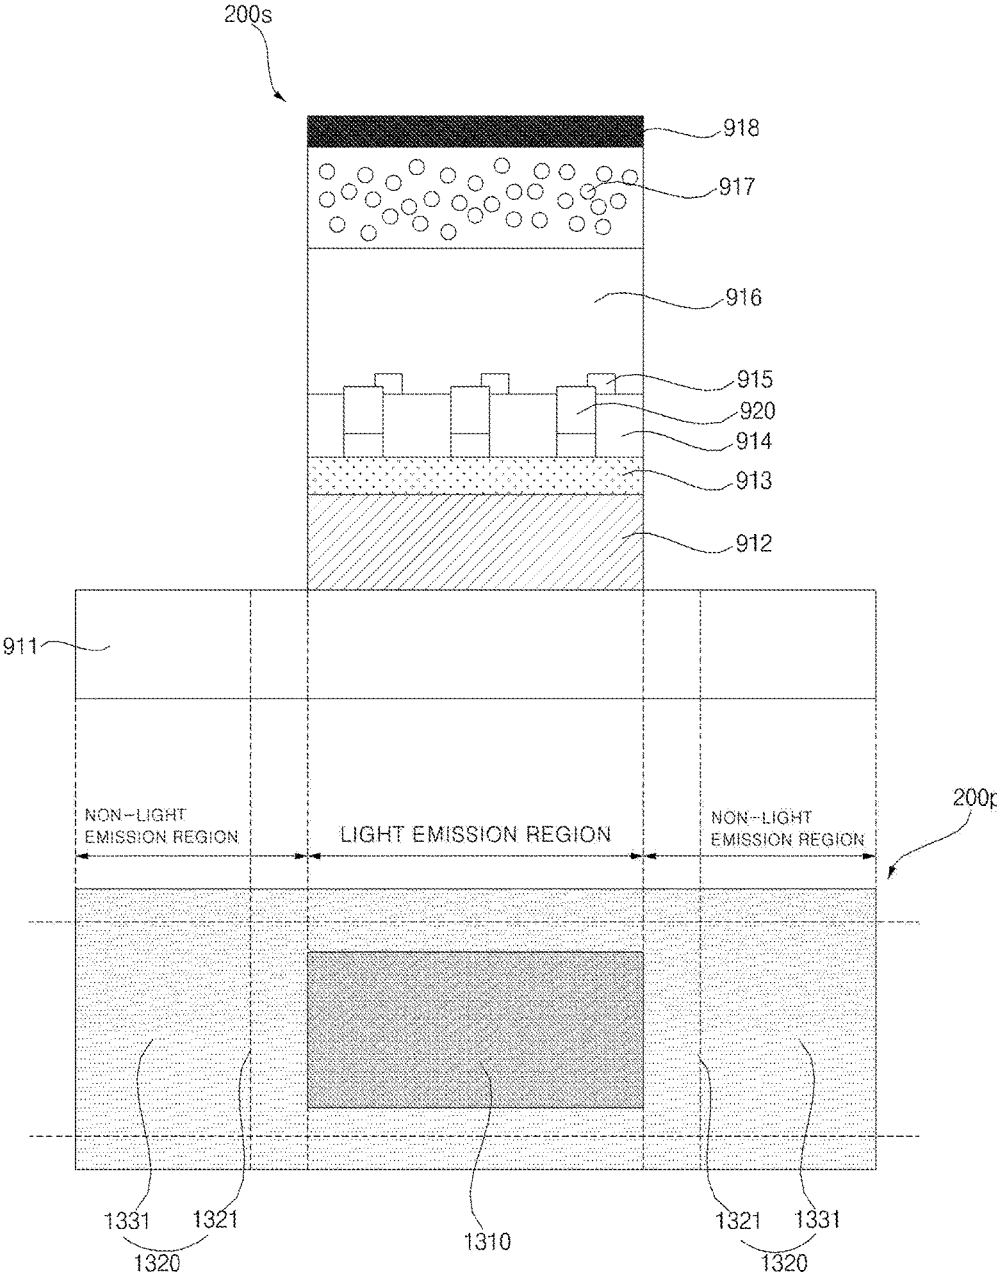 200s
918
917
916
915
920
914
913
912
911
NON-LIGHT
EMISSION REGION
LIGHT EMISSION REGION
NON-LIGHT
EMISSION REGION
200p
1331
1321
1320
1310
1321
1331
1320